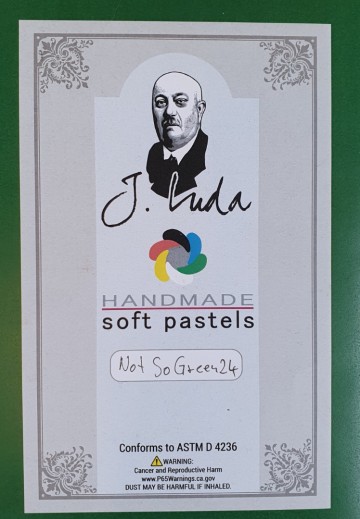 J. Luda
HANDMADE
soft pastels
Not So Green 24
Conforms to ASTM D 4236
WARNING:
Cancer and Reproductive Harm
www.P65Warnings.ca.gov
DUST MAY BE HARMFUL IF INHALED.